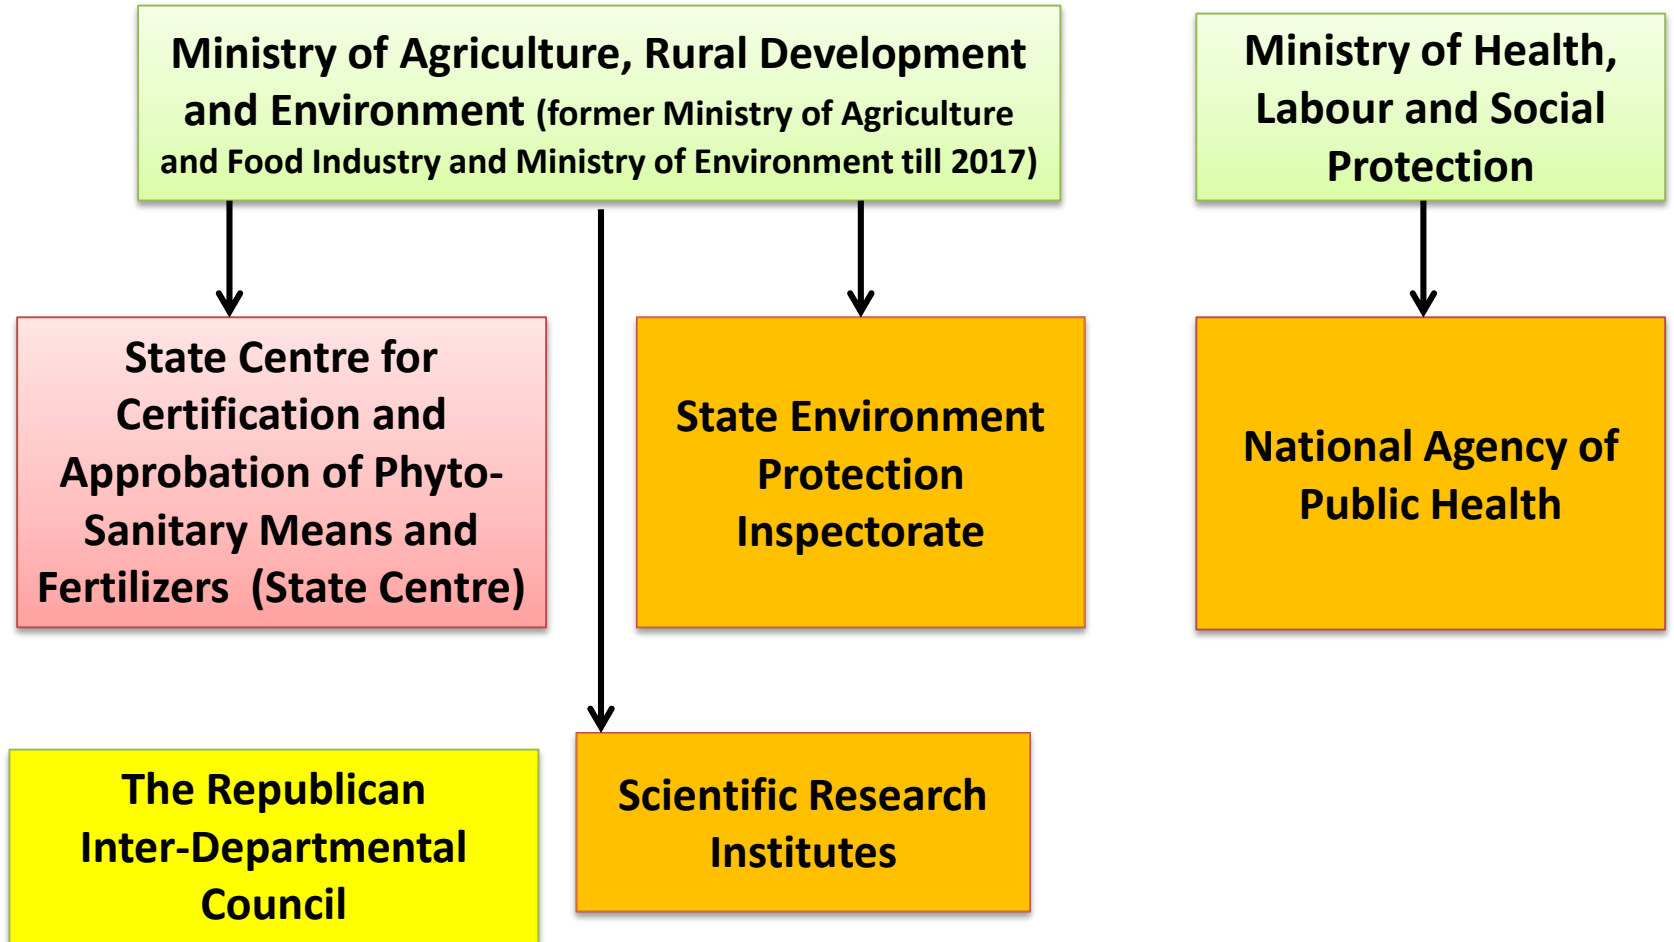 Ministry of Agriculture, Rural Development
and Environment (former Ministry of Agriculture
and Food Industry and Ministry of Environment till 2017)
Ministry of Health,
Labour and Social
Protection
State Centre for
Certification and
Approbation of Phyto-
Sanitary Means and
Fertilizers (State Centre)
State Environment
Protection
Inspectorate
National Agency of
Public Health
The Republican
Inter-Departmental
Council
Scientific Research
Institutes